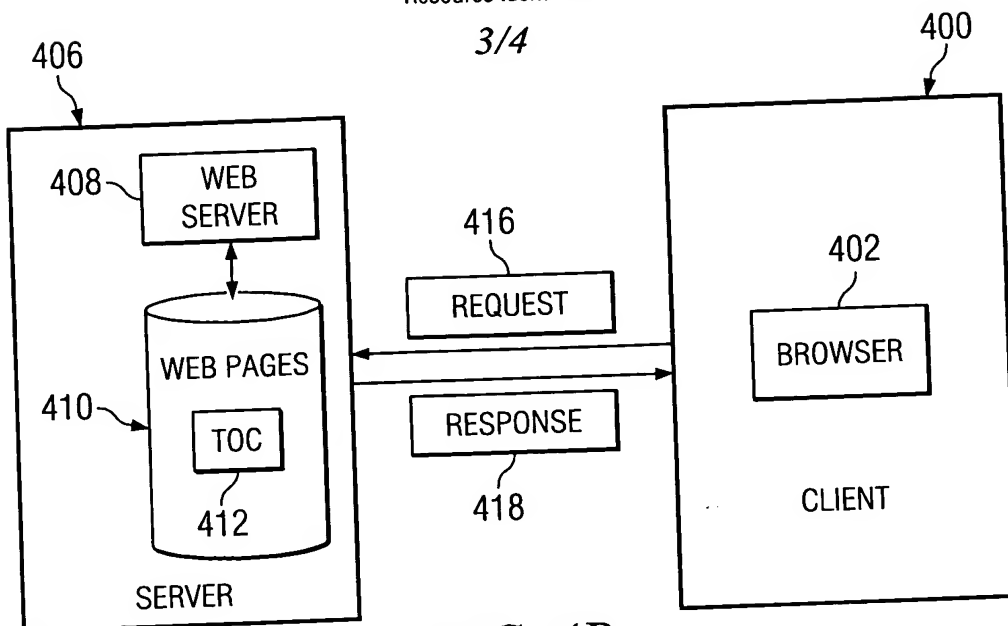 3/4
406
400
408
WEB
SERVER
416
REQUEST
402
BROWSER
WEB PAGES
410
TOC
412
RESPONSE
418
CLIENT
SERVER